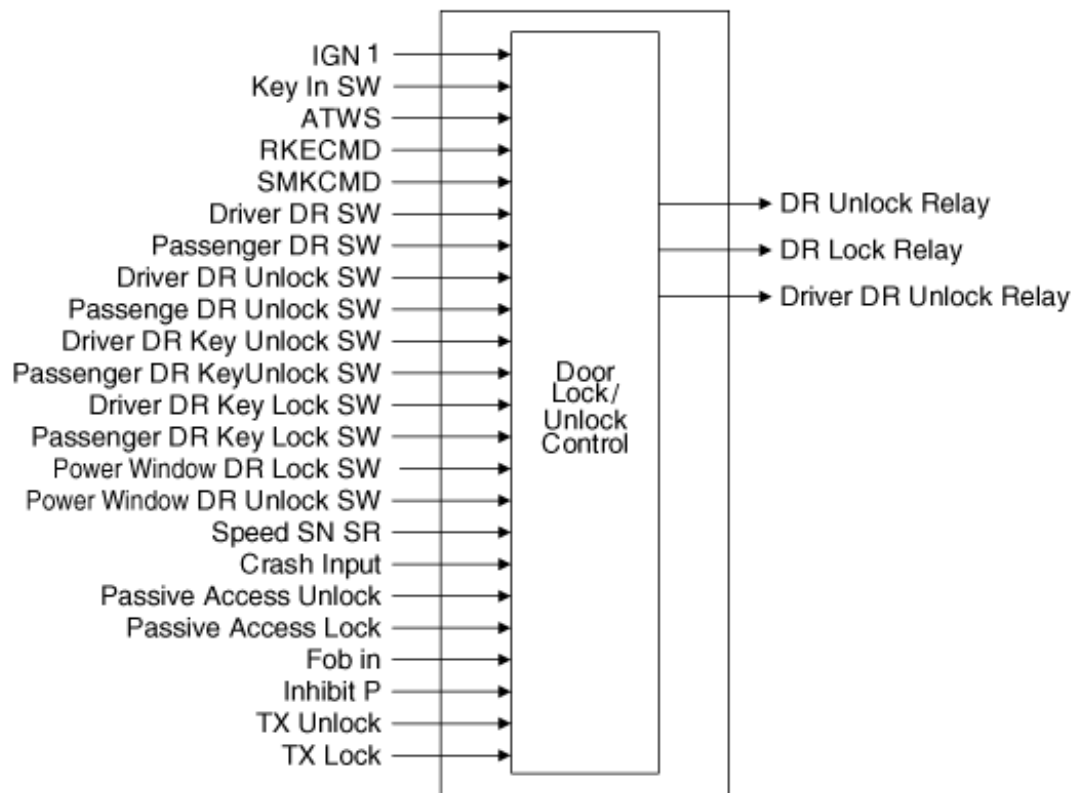 IGN 1
Key In SW
ATWS
RKECMD
SMKCMD
Driver DR SW
Passenger DR SW
Driver DR Unlock SW
Passenge DR Unlock SW
Driver DR Key Unlock SW
Passenger DR KeyUnlock SW
Driver DR Key Lock SW
Passenger DR Key Lock SW
Power Window DR Lock SW
Power Window DR Unlock SW
Speed SN SR
Crash Input
Passive Access Unlock
Passive Access Lock
Fob in
Inhibit P
TX Unlock
TX Lock
Door
Lock/
Unlock
Control
DR Unlock Relay
DR Lock Relay
Driver DR Unlock Relay